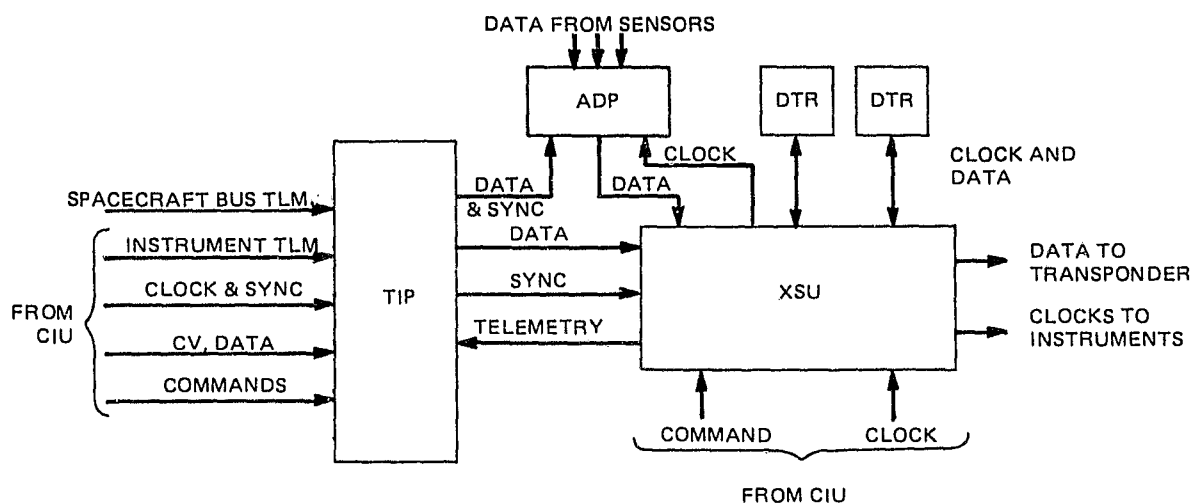 DATA FROM SENSORS
ADP
DTR
DTR
CLOCK
CLOCK AND
DATA
DATA
& SYNC
DATA
SPACECRAFT BUS TLM.
INSTRUMENT TLM
CLOCK & SYNC
CV, DATA
COMMANDS
FROM
CIU
TIP
DATA
SYNC
TELEMETRY
XSU
DATA TO
TRANSPONDER
CLOCKS TO
INSTRUMENTS
COMMAND
CLOCK
FROM CIU